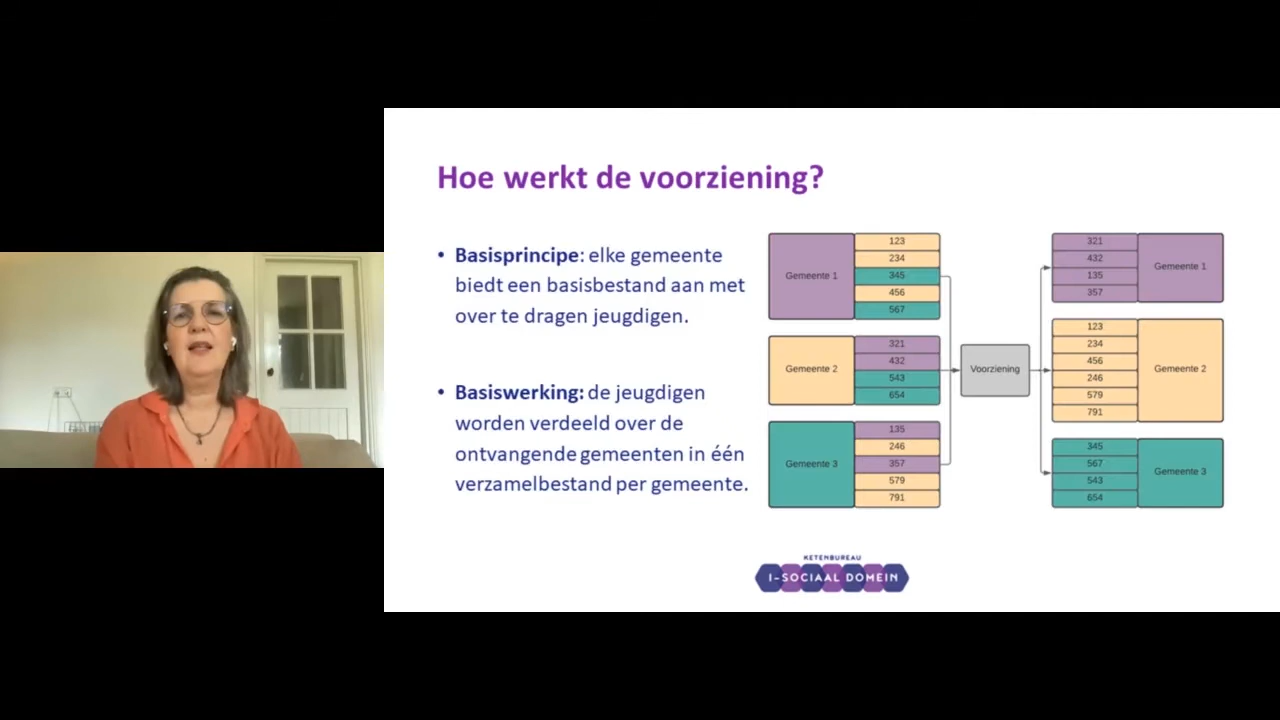 Hoe werkt de voorziening?
• Basisprincipe: elke gemeente
biedt een basisbestand aan met
over te dragen jeugdigen.
• Basiswerking: de jeugdigen
worden verdeeld over de
ontvangende gemeenten in één
verzamelbestand per gemeente.
Gemeente 1
123
234
345
456
567
Gemeente 2
321
432
543
654
Gemeente 3
135
246
357
579
791
Voorziening
321
432
135
357
Gemeente 1
123
234
456
246
579
791
Gemeente 2
345
567
543
654
Gemeente 3
KETENBUREAU
I-SOCIAAL DOMEIN